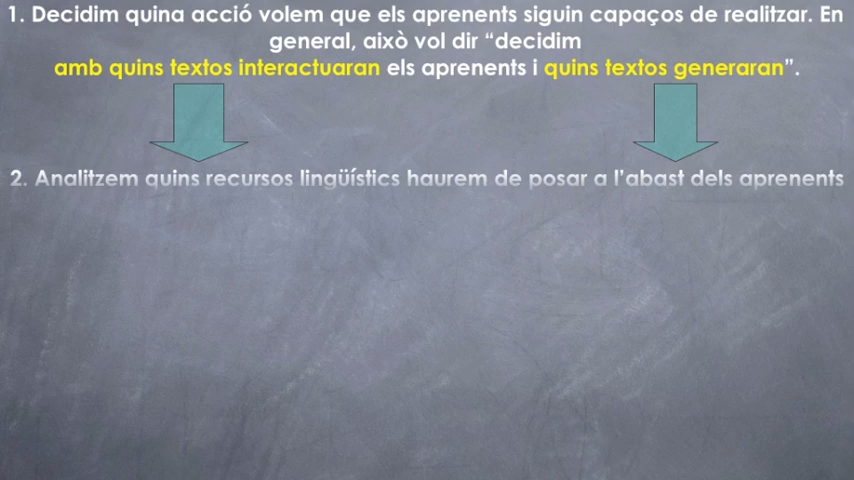 1. Decidim quina acció volem que els aprenents siguin capaços de realitzar. En
general, això vol dir “decidim
amb quins textos interactuaran els aprenents i quins textos generaran”.
2. Analitzem quins recursos lingüístics haurem de posar a l’abast dels aprenents